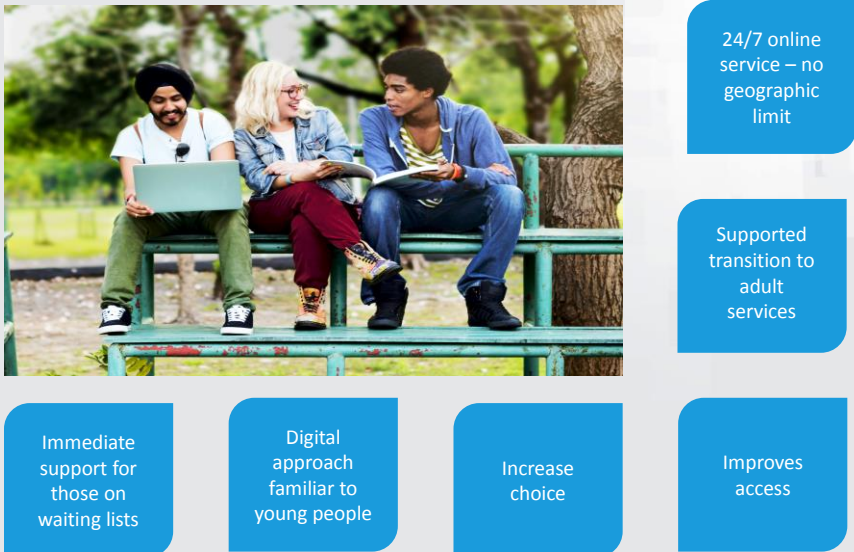 24/7 online
service – no
geographic
limit
Supported
transition to
adult
services
Immediate
support for
those on
waiting lists
Digital
approach
familiar to
young people
Increase
choice
Improves
access